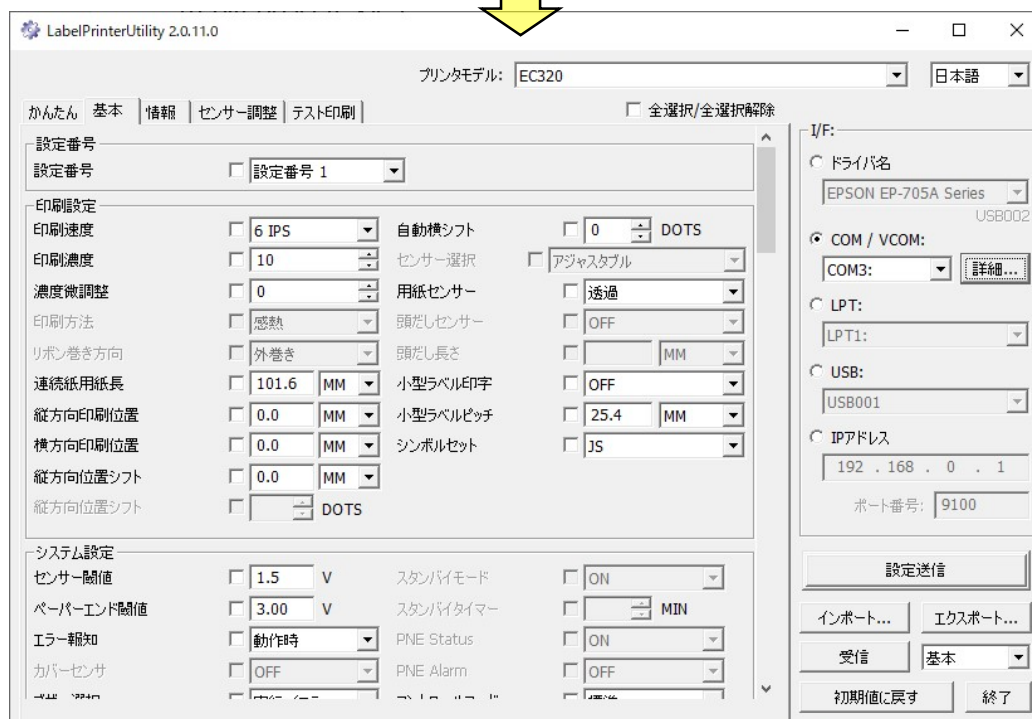 LabelPrinterUtility 2.0.11.0
プリンタモデル: EC320 日本語
かんたん 基本 情報 センサー調整 テスト印刷 全選択/全選択解除
設定番号
設定番号 設定番号 1
印刷設定
印刷速度 6 IPS 自動横シフト 0 DOTS
印刷濃度 10 センサー選択 アジャスタブル
濃度微調整 0 用紙センサー 透過
印刷方法 感熱 頭だしセンサー OFF
リボン巻き方向 外巻き 頭だし長さ MM
連続紙用紙長 101.6 MM 小型ラベル印字 OFF
縦方向印刷位置 0.0 MM 小型ラベルピッチ 25.4 MM
横方向印刷位置 0.0 MM シンボルセット JS
縦方向位置シフト 0.0 MM
縦方向位置シフト DOTS
システム設定
センサー閾値 1.5 V スタンバイモード ON
ペーパーエンド閾値 3.00 V スタンバイタイマー MIN
エラー報知 動作時 PNE Status ON
カバーセンサ OFF PNE Alarm OFF
I/F:
ドライバ名
EPSON EP-705A Series
USB002
COM / VCOM:
COM3: 詳細...
LPT:
LPT1:
USB:
USB001
IPアドレス
192 . 168 . 0 . 1
ポート番号: 9100
設定送信
インポート... エクスポート...
受信 基本
初期値に戻す 終了